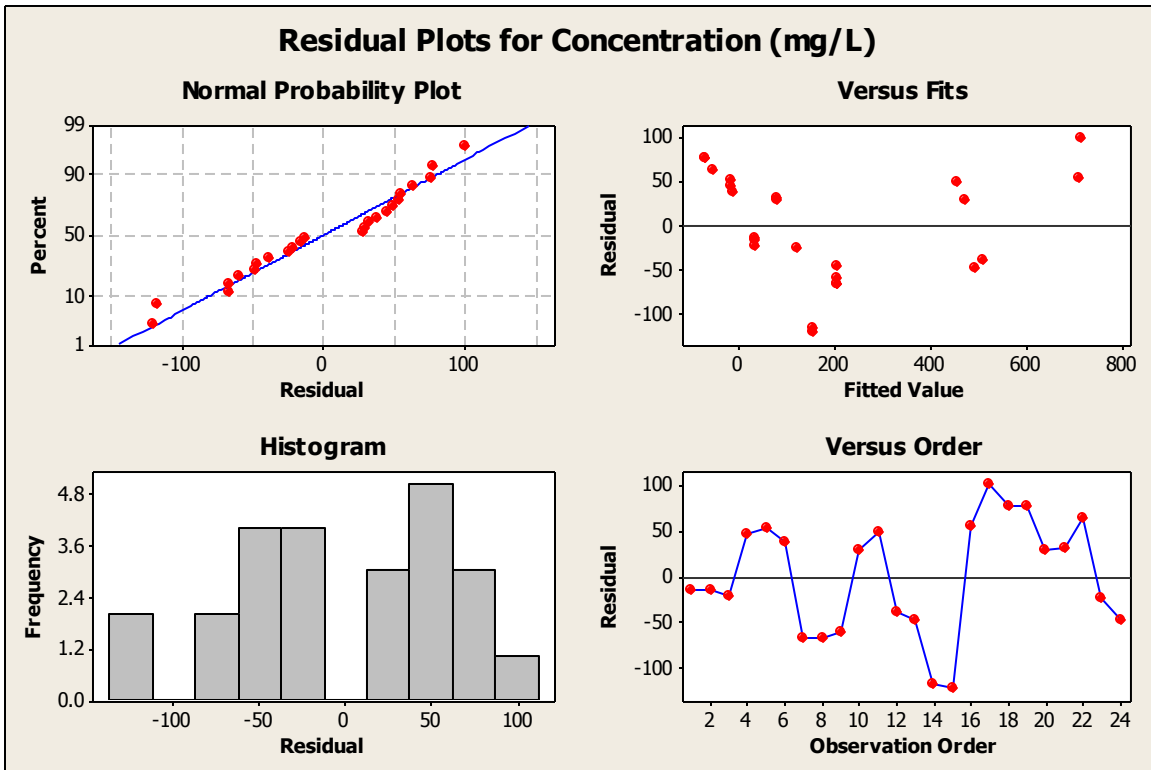 Residual Plots for Concentration (mg/L)
Normal Probability Plot
99
90
50
10
1
Percent
-100 0 100
Residual
Versus Fits
100
50
0
-50
-100
Residual
0 200 400 600 800
Fitted Value
Histogram
4.8
3.6
2.4
1.2
0.0
Frequency
-100 -50 0 50 100
Residual
Versus Order
100
50
0
-50
-100
Residual
2 4 6 8 10 12 14 16 18 20 22 24
Observation Order